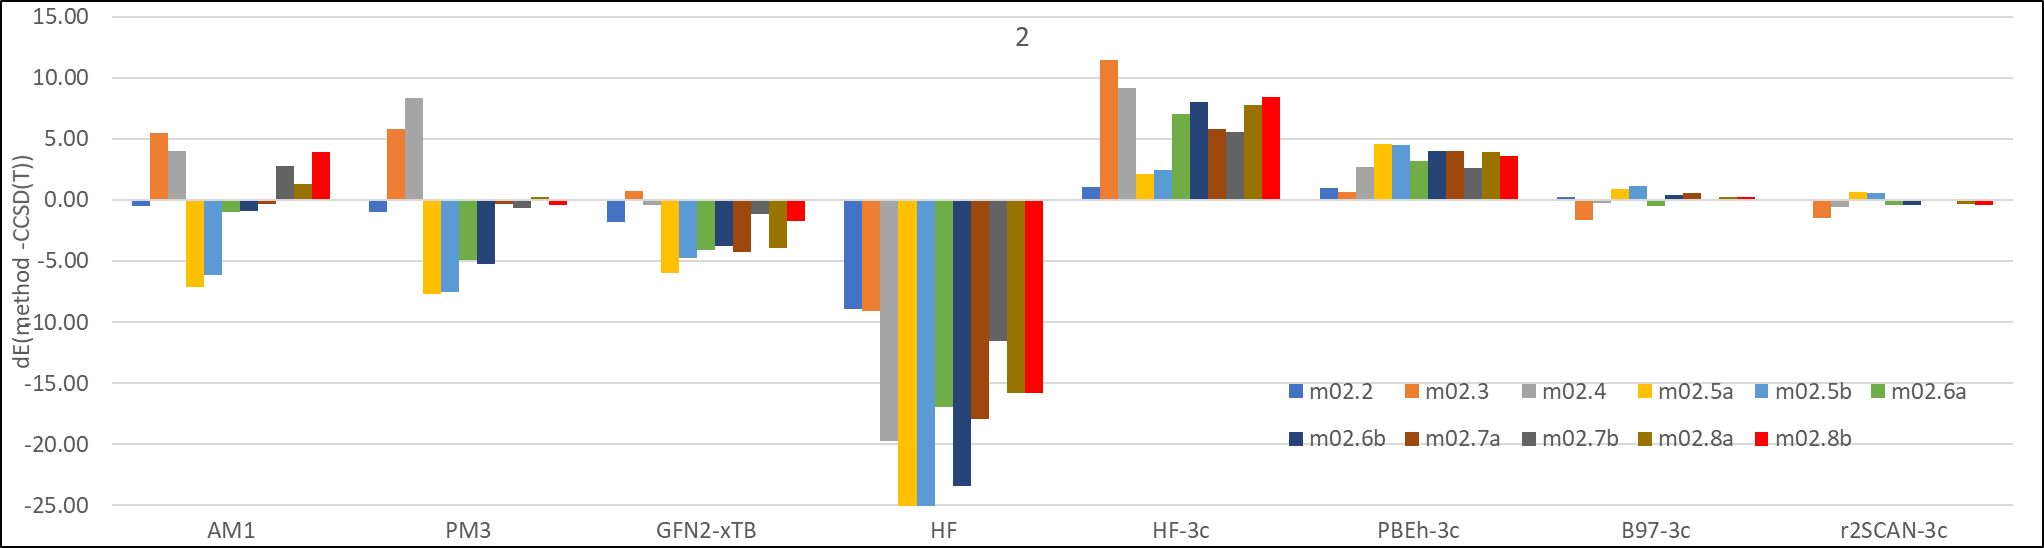 2
15.00
10.00
5.00
0.00
-5.00
-10.00
-15.00
-20.00
-25.00
dE(method -CCSD(T))
m02.2 m02.3 m02.4 m02.5a m02.5b m02.6a
m02.6b m02.7a m02.7b m02.8a m02.8b
AM1 PM3 GFN2-xTB HF HF-3c PBEh-3c B97-3c r2SCAN-3c